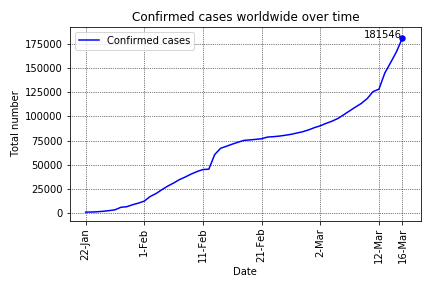 Confirmed cases worldwide over time
Confirmed cases
181546
Total number
175000
150000
125000
100000
75000
50000
25000
0
22-Jan
1-Feb
11-Feb
21-Feb
2-Mar
12-Mar
16-Mar
Date